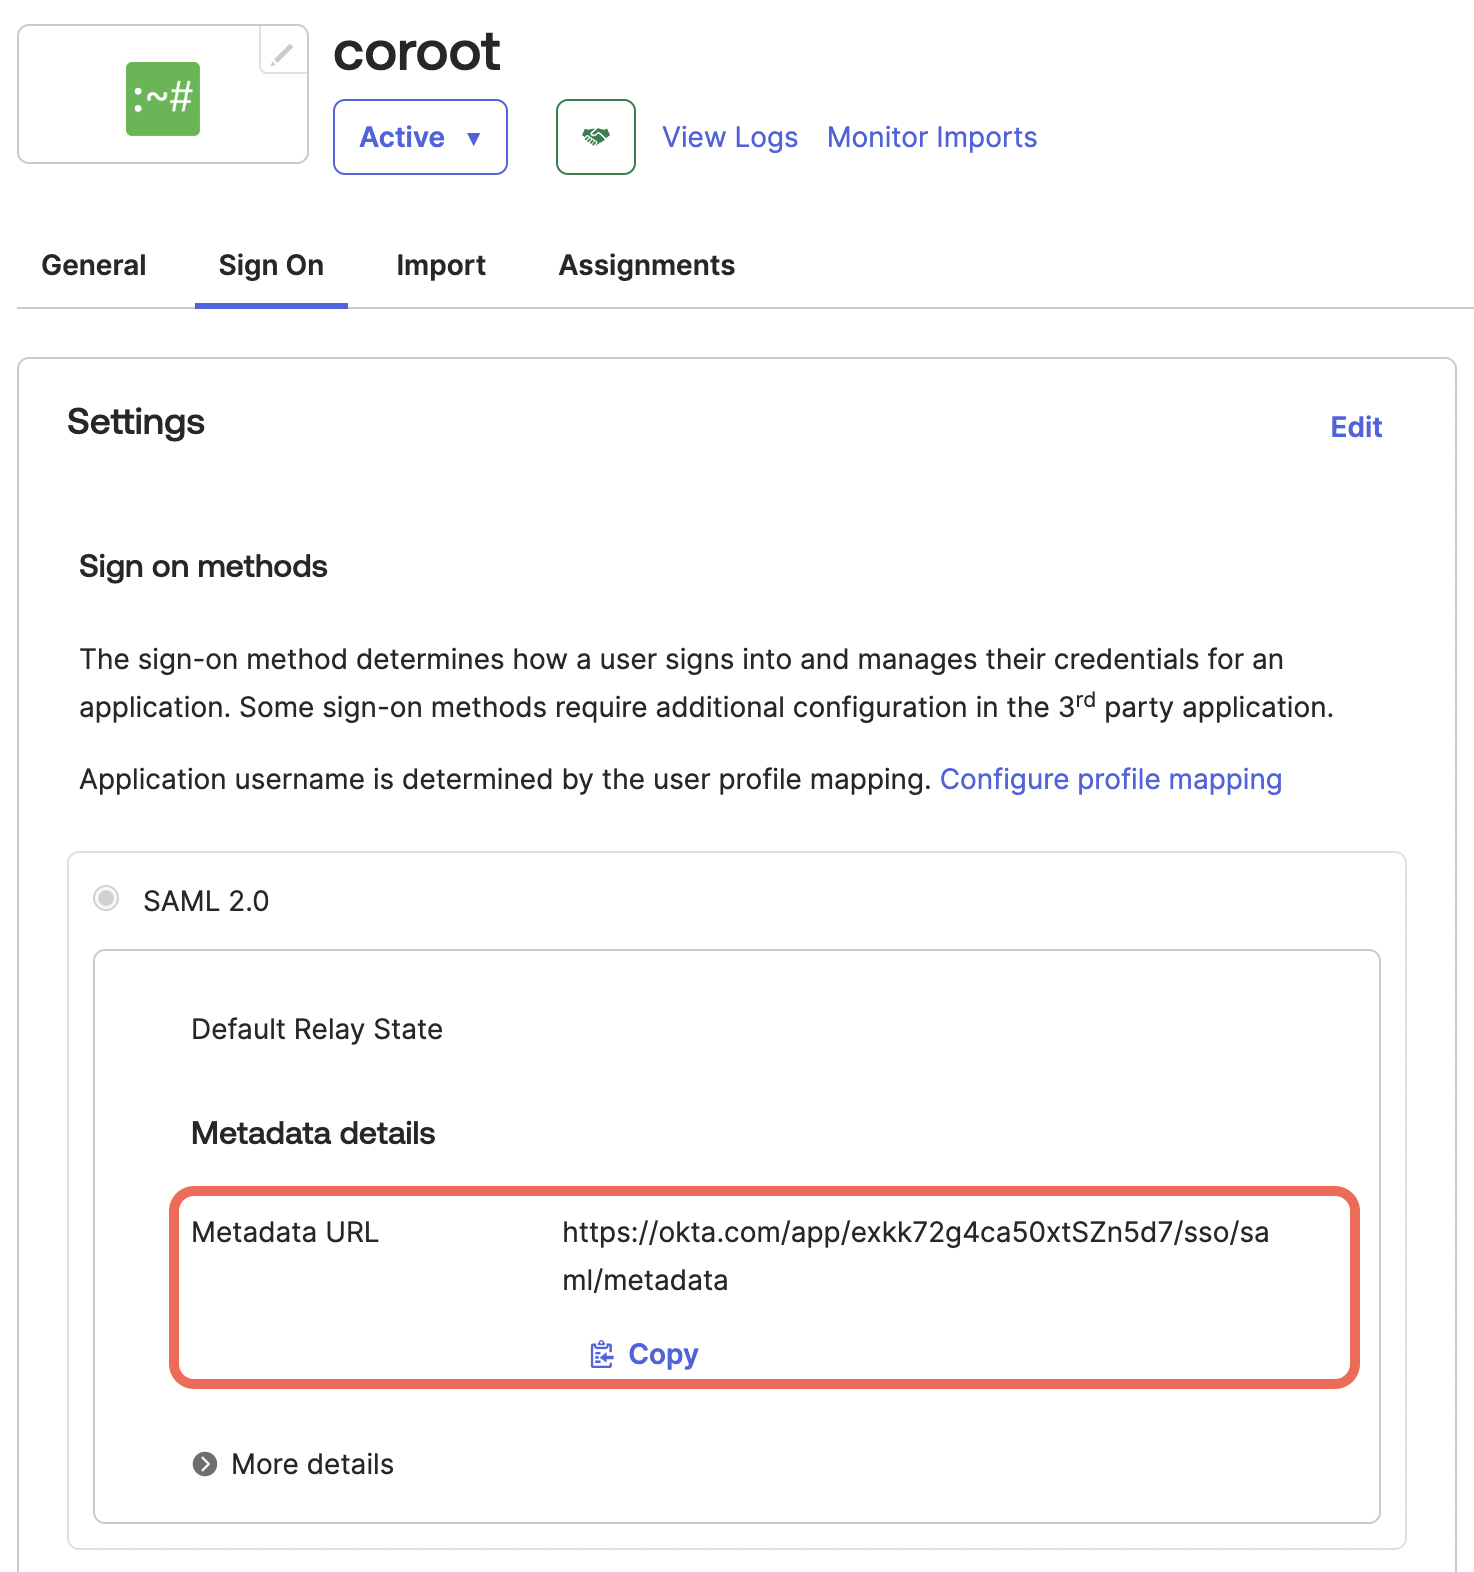 :~#
coroot
Active ▼
View Logs
Monitor Imports
General
Sign On
Import
Assignments
Settings
Edit
Sign on methods
The sign-on method determines how a user signs into and manages their credentials for an
application. Some sign-on methods require additional configuration in the 3rd party application.
Application username is determined by the user profile mapping. Configure profile mapping
SAML 2.0
Default Relay State
Metadata details
Metadata URL
https://okta.com/app/exkk72g4ca50xtSZn5d7/sso/sa
ml/metadata
Copy
More details